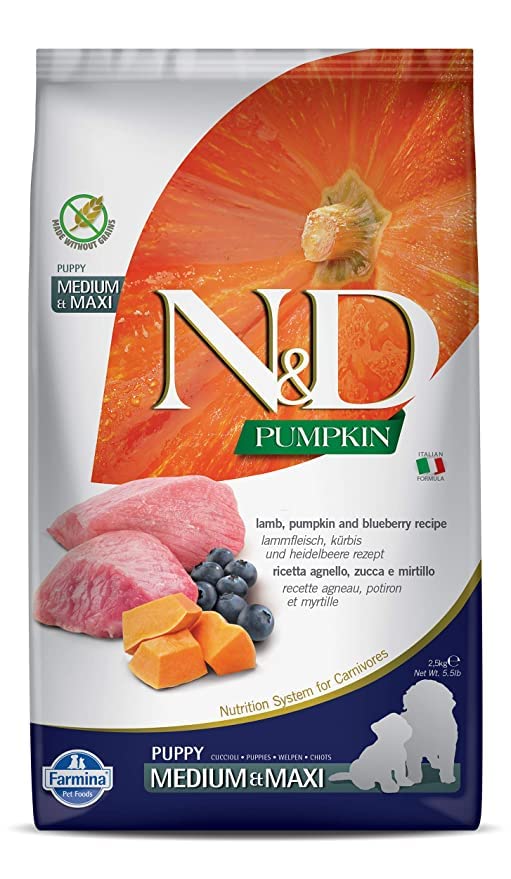 MADE WITHOUT GRAINS
PUPPY
MEDIUM
& MAXI
N&D
PUMPKIN
ITALIAN
FORMULA
lamb, pumpkin and blueberry recipe
lammfleisch, kürbis
und heidelbeere rezept
ricetta agnello, zucca e mirtillo
recette agneau, potiron
et myrtille
2,5kg℮
Net Wt. 5.5lb
Nutrition System for Carnivores
PUPPY CUCCIOLI • PUPPIES • WELPEN • CHIOTS
MEDIUM & MAXI
Farmina
Pet Foods